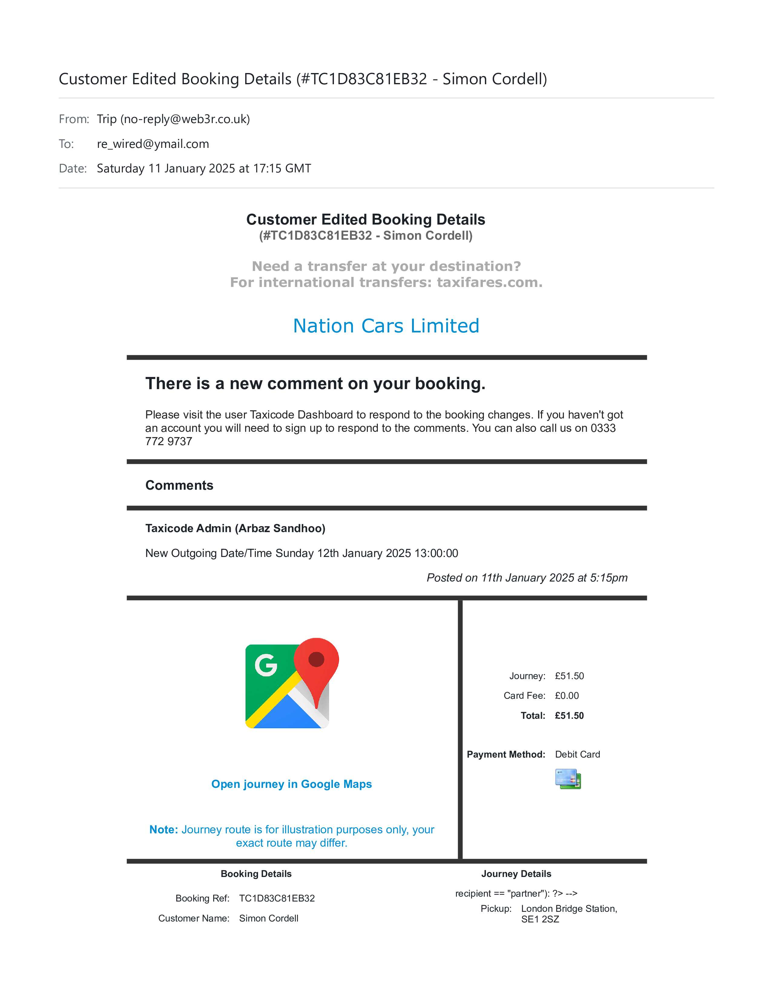 Customer Edited Booking Details (#TC1D83C81EB32 - Simon Cordell)
From: Trip (no-reply@web3r.co.uk)
To: re_wired@ymail.com
Date: Saturday 11 January 2025 at 17:15 GMT
Customer Edited Booking Details
(#TC1D83C81EB32 - Simon Cordell)
Need a transfer at your destination?
For international transfers: taxifares.com.
Nation Cars Limited
There is a new comment on your booking.
Please visit the user Taxicode Dashboard to respond to the booking changes. If you haven't got
an account you will need to sign up to respond to the comments. You can also call us on 0333
772 9737
Comments
Taxicode Admin (Arbaz Sandhoo)
New Outgoing Date/Time Sunday 12th January 2025 13:00:00
Posted on 11th January 2025 at 5:15pm
G
Open journey in Google Maps
Note: Journey route is for illustration purposes only, your
exact route may differ.
Journey: £51.50
Card Fee: £0.00
Total: £51.50
Payment Method: Debit Card
Booking Details
Booking Ref: TC1D83C81EB32
Customer Name: Simon Cordell
Journey Details
recipient == "partner"): ?> -->
Pickup: London Bridge Station,
SE1 2SZ